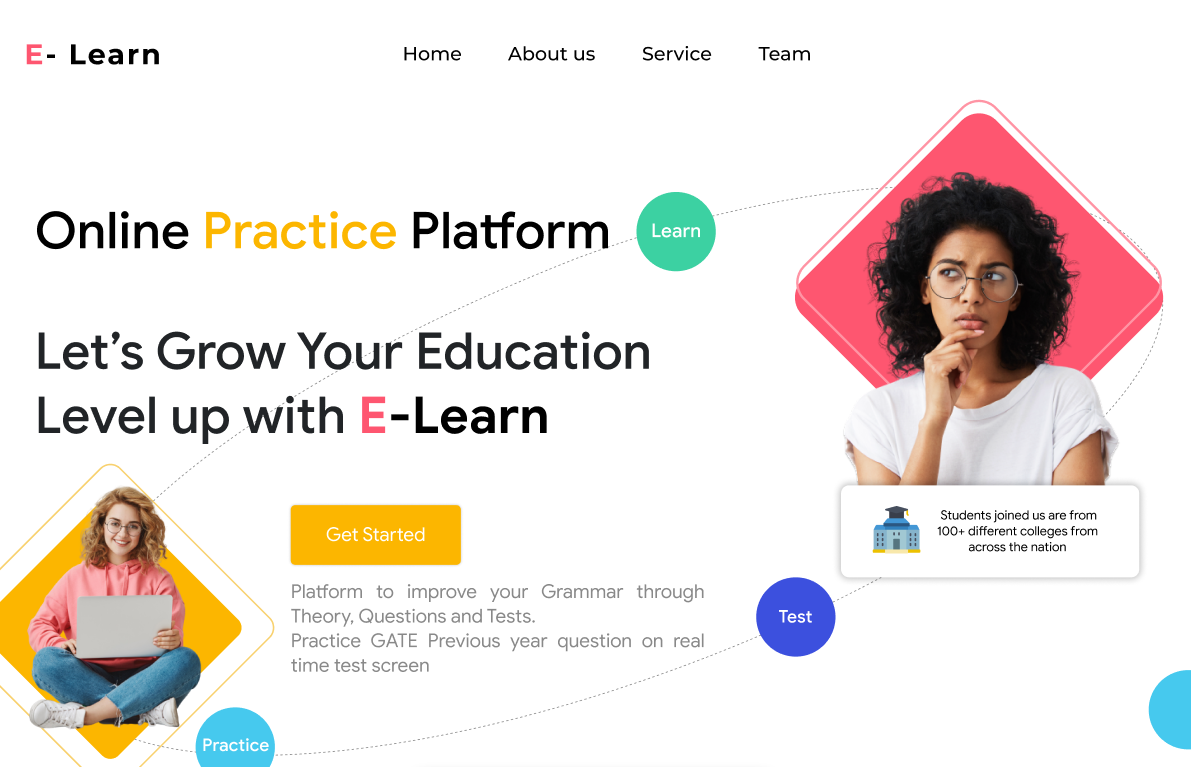 E- Learn
Home
About us
Service
Team
Online Practice Platform
Learn
Let’s Grow Your Education
Level up with E-Learn
Get Started
Students joined us are from
100+ different colleges from
across the nation
Platform to improve your Grammar through
Theory, Questions and Tests.
Practice GATE Previous year question on real
time test screen
Test
Practice